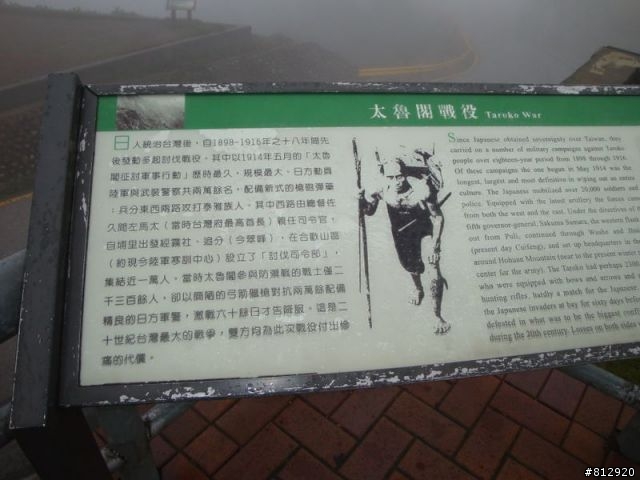 太魯閣戰役 Taroko War
日人統治台灣後，自1898-1916年之十八年間先
後發動多起討伐戰役，其中以1914年五月的「太魯
閣征討軍事行動」歷時最久、規模最大，日方動員
陸軍與武裝警察共兩萬餘名，配備新式的槍砲彈藥
：兵分東西兩路攻打泰雅族人，其中西路由總督佐
久間左馬太（當時台灣府最高首長）親任司令官，
自埔里出發經霧社、追分（今翠峰），在合歡山區
（約現今陸軍寒訓中心）設立了「討伐司令部」，
集結近一萬人。當時太魯閣參與防衛戰的戰士僅二
千三百餘人，卻以簡陋的弓箭獵槍對抗兩萬餘配備
精良的日方軍警，激戰六十餘日才告降服。這是二
十世紀台灣最大的戰爭，雙方均為此次戰役付出慘
痛的代價。
Since Japanese obtained sovereignty over Taiwan, they
carried on a number of military campaigns against Taroko
people over eighteen-year period from 1898 through 1916.
Of these campaigns the one began in May 1914 was the
longest, largest and most definitive in wiping out an entire
culture. The Japanese mobilized over 20,000 soldiers and
police. Equipped with the latest artillery the forces came
from both the west and the east. Under the directives of the
fifth governor-general, Sakuma Samata, the western front
out from Puli, continued through Wushe and
(present day Cuifeng), and set up headquarters in the
around Hohuan Mountain (near to the present winter
center for the army). The Taroko had perhaps
who were equipped with bows and arrows and
hunting rifles, hardly a match for the Japanese
the Japanese invaders at bay for sixty days before
defeated in what was to be the biggest
during the 20th century. Losses on both sides
#812920